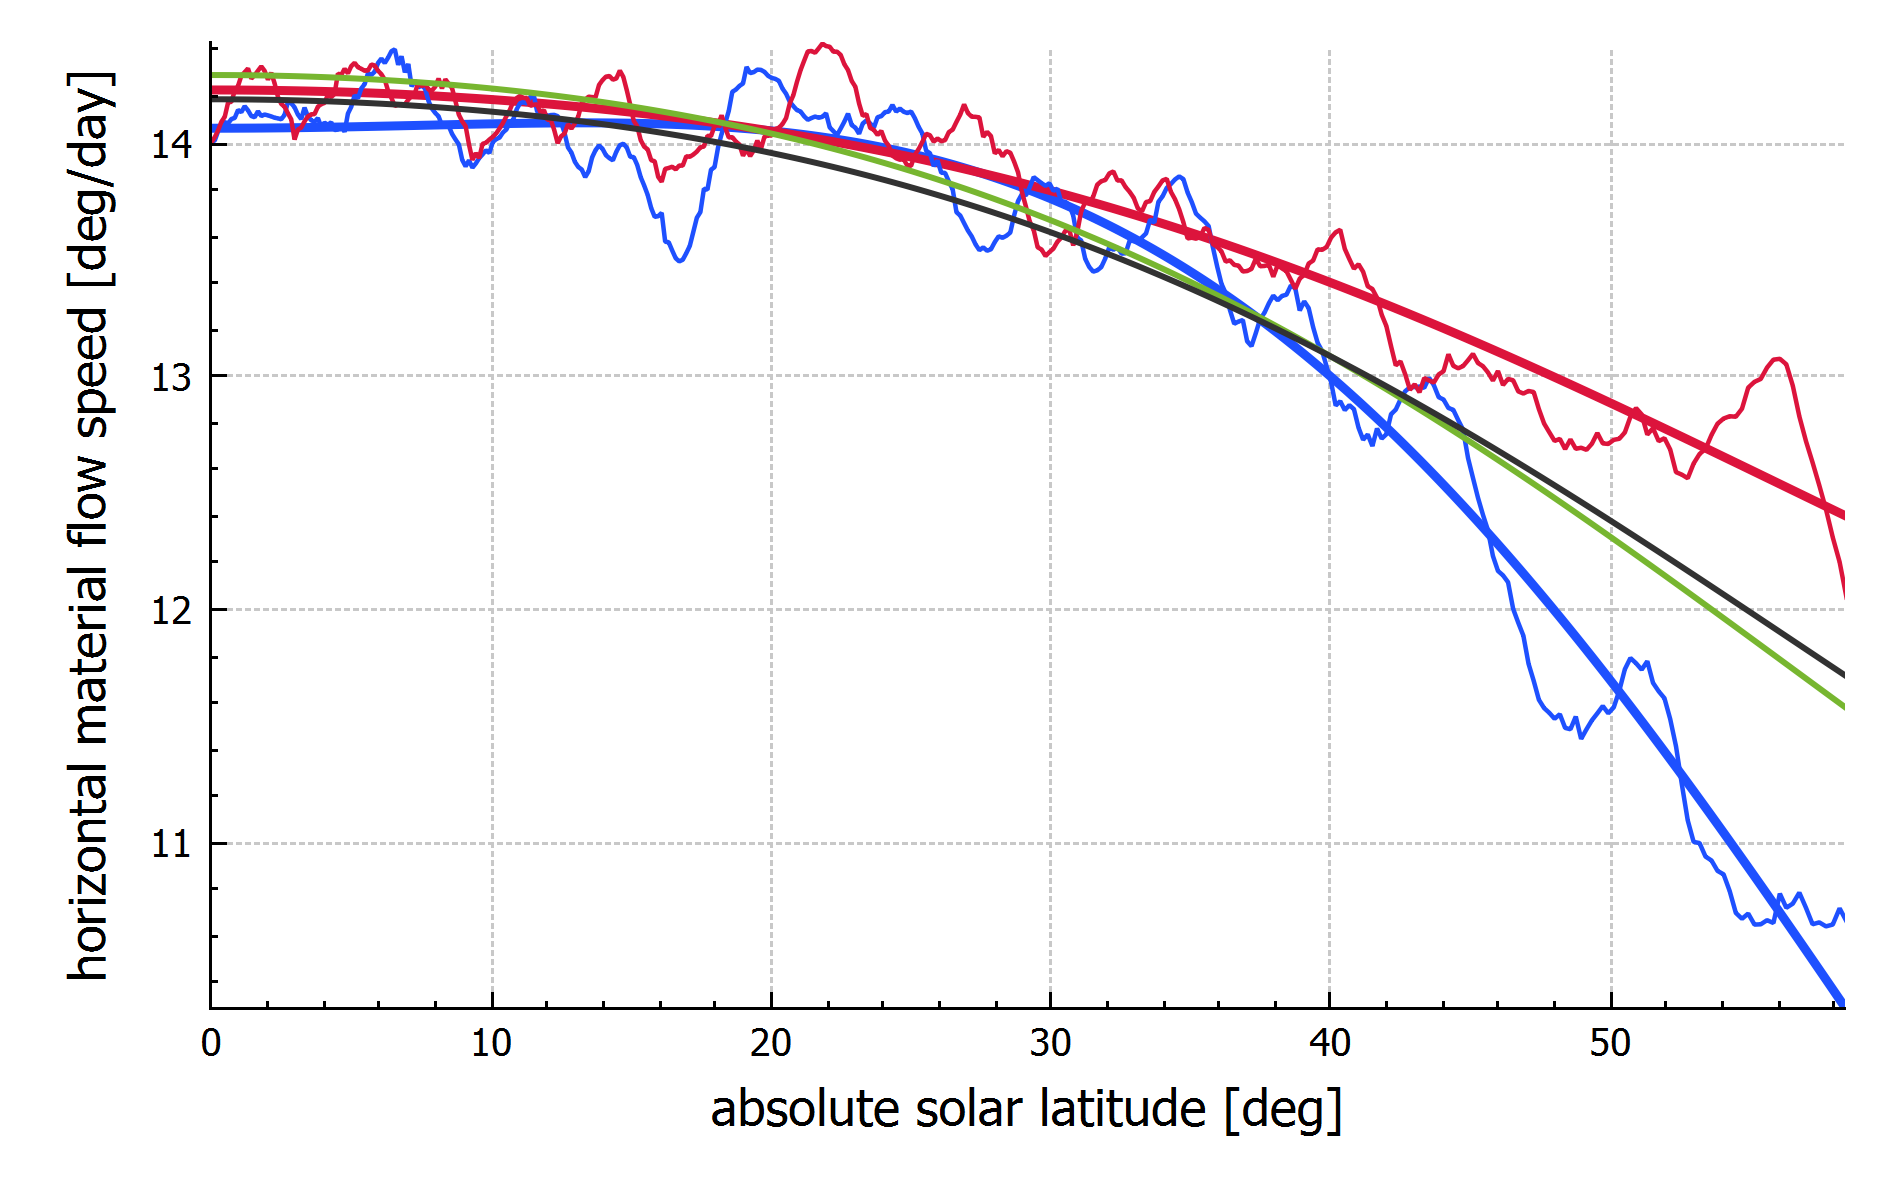 horizontal material flow speed [deg/day]
14
13
12
11
0 10 20 30 40 50
absolute solar latitude [deg]